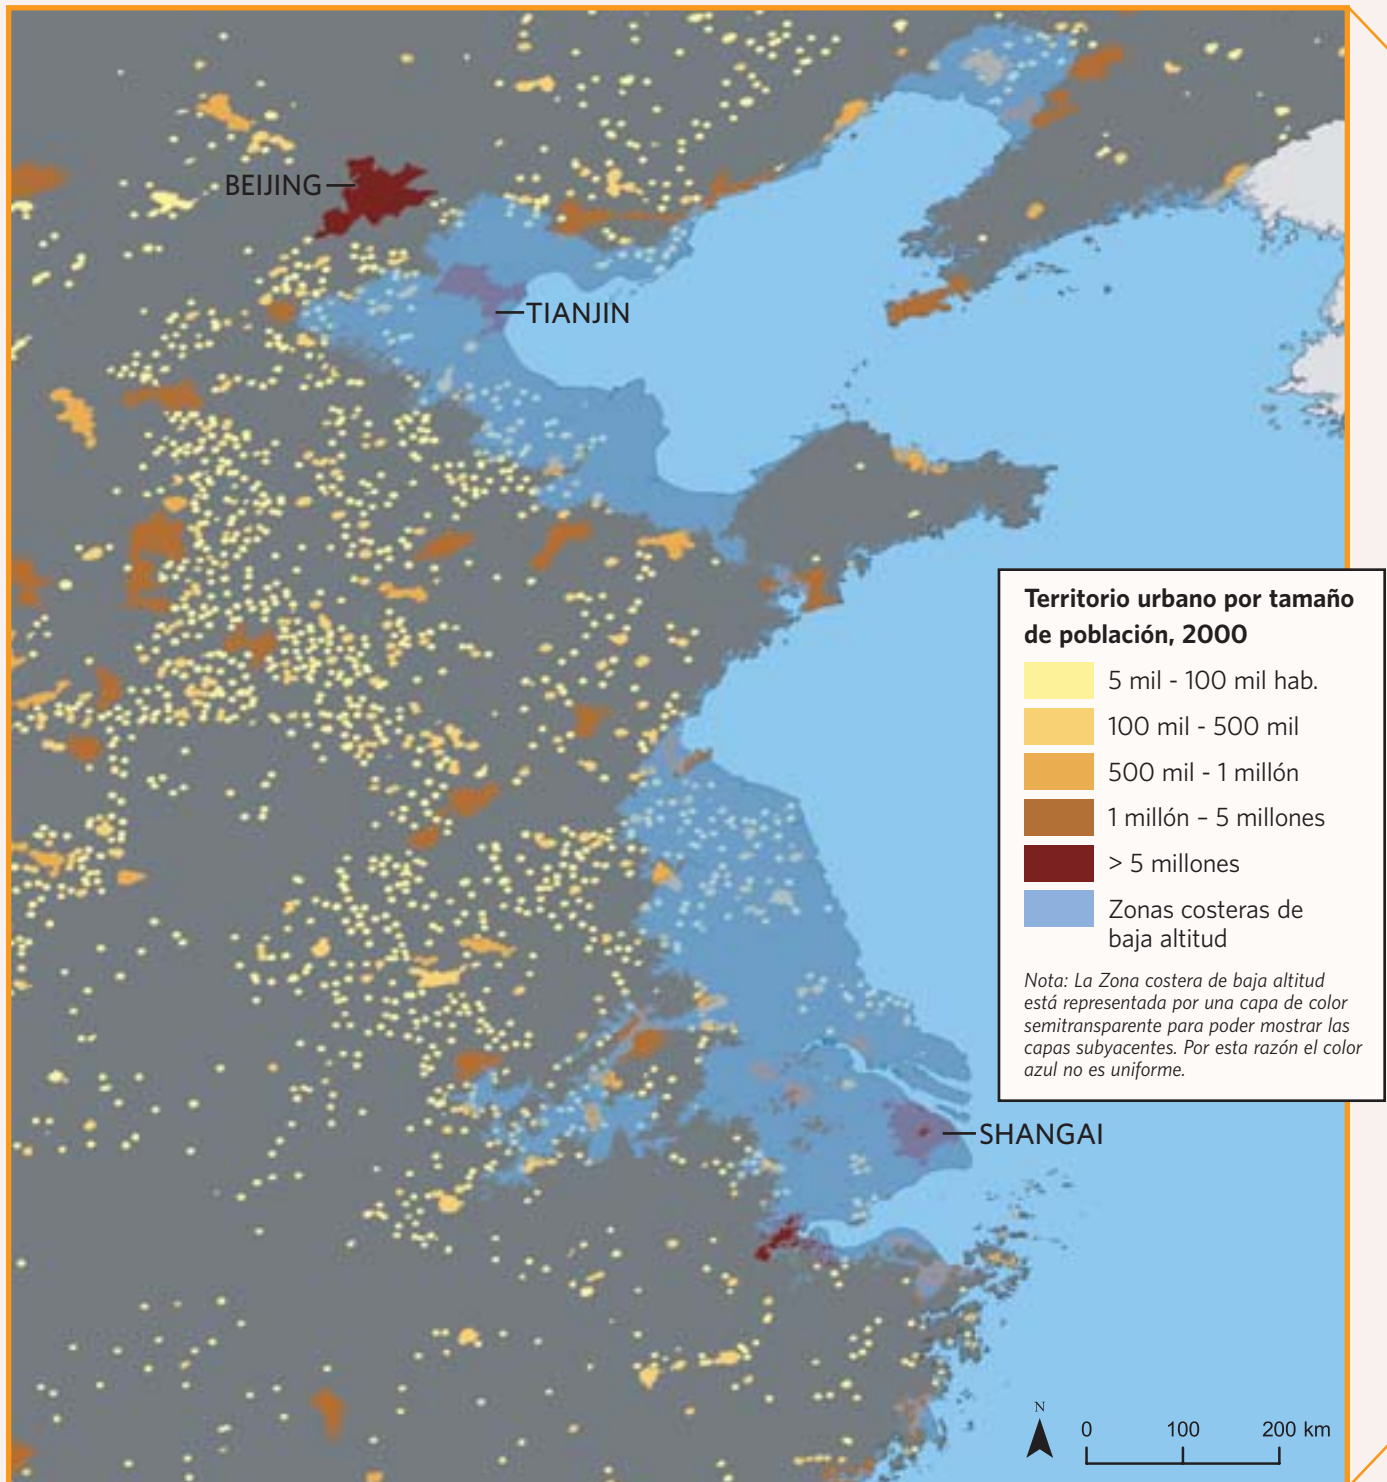 BEIJING
TIANJIN
Territorio urbano por tamaño
de población, 2000
5 mil - 100 mil hab.
100 mil - 500 mil
500 mil - 1 millón
1 millón – 5 millones
> 5 millones
Zonas costeras de
baja altitud
Nota: La Zona costera de baja altitud
está representada por una capa de color
semitransparente para poder mostrar las
capas subyacentes. Por esta razón el color
azul no es uniforme.
SHANGAI
N
0 100 200 km